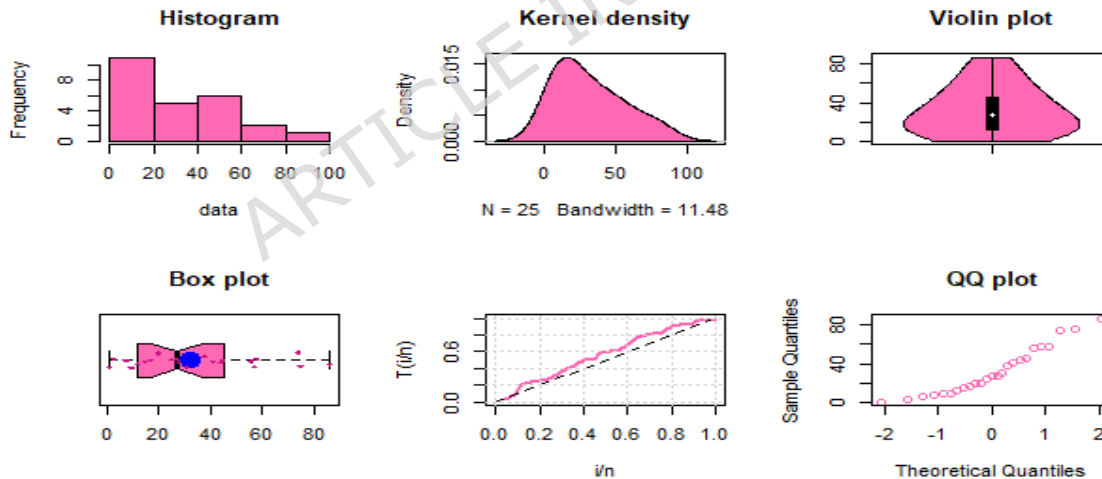 Histogram
Frequency
8
4
0
0 20 40 60 80 100
data
Kernel density
Density
0.015
0.000
0 50 100
N = 25 Bandwidth = 11.48
Violin plot
80
40
0
ARTICLE IN
Box plot
0 20 40 60 80
T(i/n)
0.6
0.0
0.0 0.2 0.4 0.6 0.8 1.0
i/n
QQ plot
Sample Quantiles
80
40
0
-2 -1 0 1 2
Theoretical Quantiles